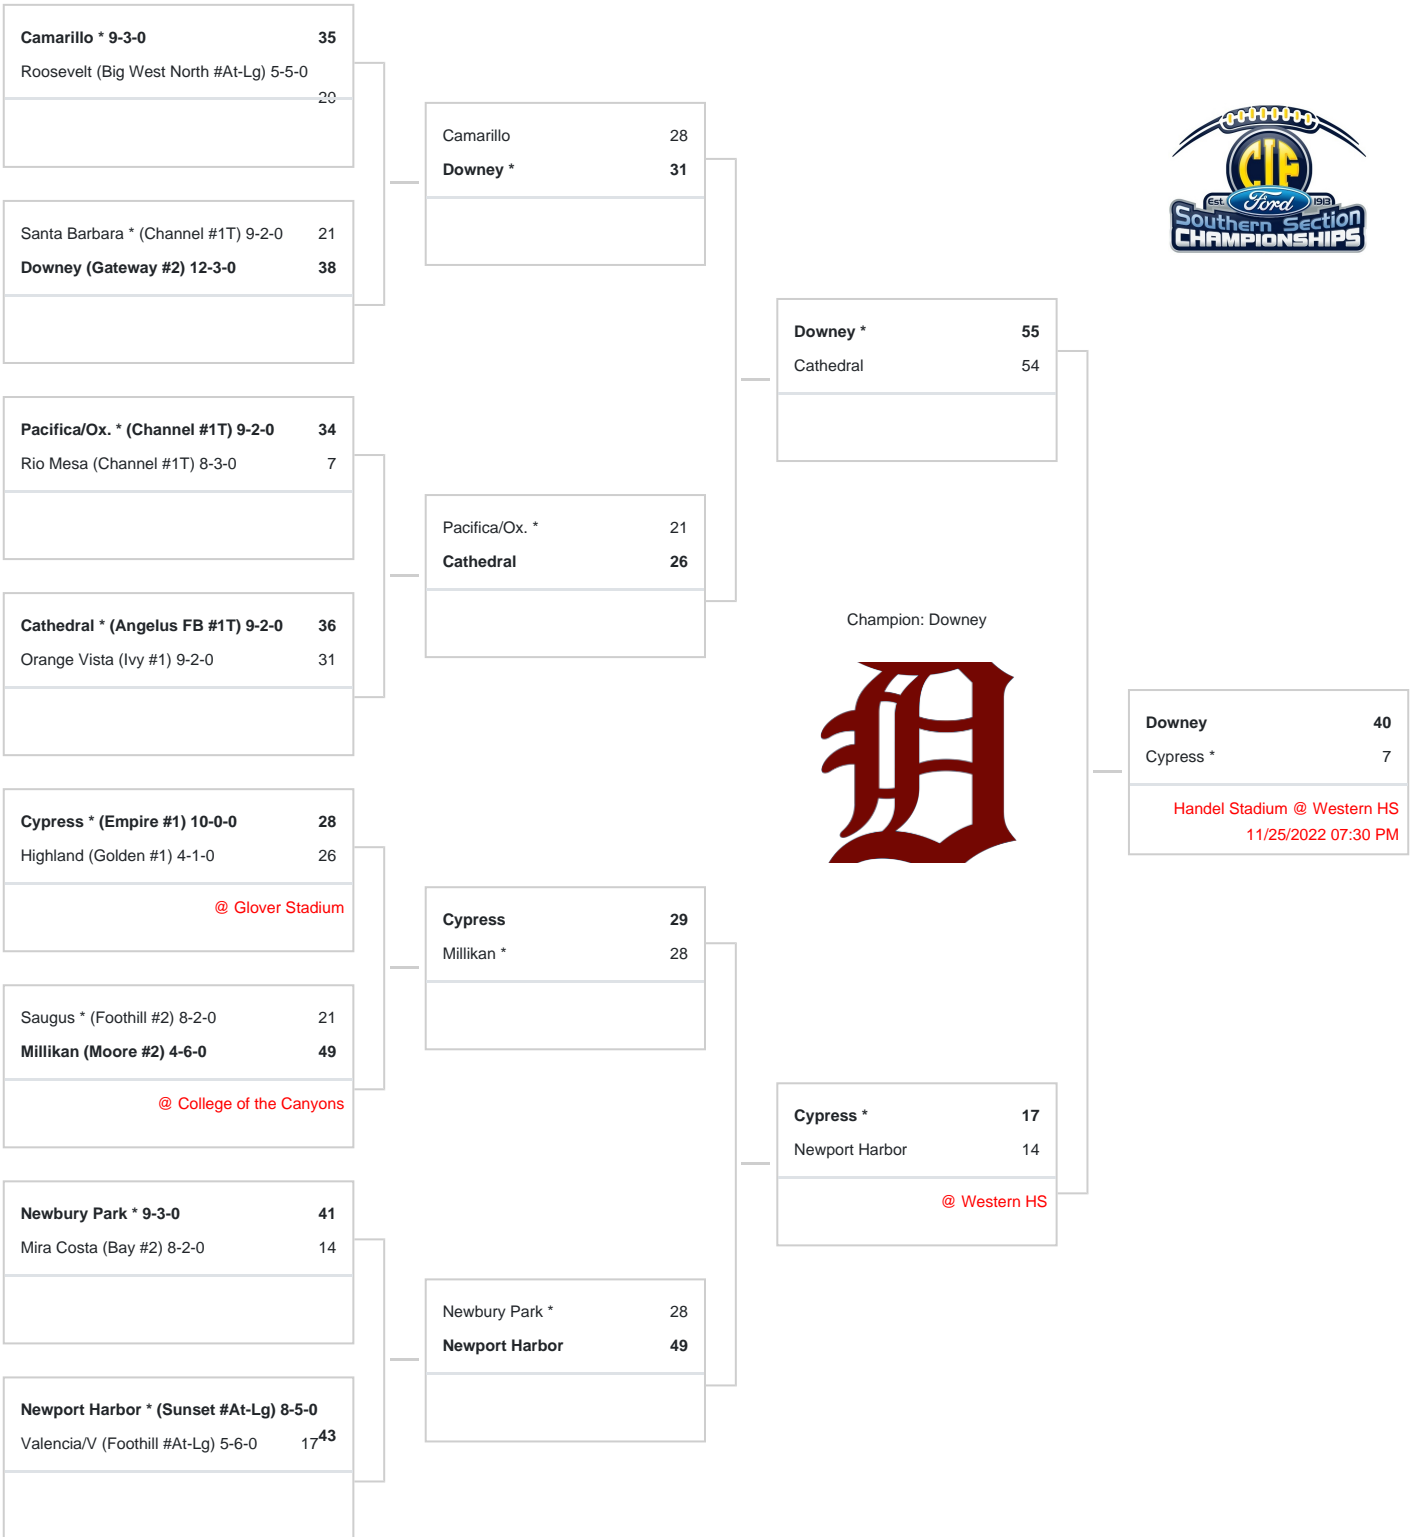 Camarillo * 9-3-0 35
Roosevelt (Big West North #At-Lg) 5-5-0
20
Santa Barbara * (Channel #1T) 9-2-0 21
Downey (Gateway #2) 12-3-0 38
Pacifica/Ox. * (Channel #1T) 9-2-0 34
Rio Mesa (Channel #1T) 8-3-0 7
Cathedral * (Angelus FB #1T) 9-2-0 36
Orange Vista (Ivy #1) 9-2-0 31
Cypress * (Empire #1) 10-0-0 28
Highland (Golden #1) 4-1-0 26
@ Glover Stadium
Saugus * (Foothill #2) 8-2-0 21
Millikan (Moore #2) 4-6-0 49
@ College of the Canyons
Newbury Park * 9-3-0 41
Mira Costa (Bay #2) 8-2-0 14
Newport Harbor * (Sunset #At-Lg) 8-5-0
43
Valencia/V (Foothill #At-Lg) 5-6-0 17
Camarillo 28
Downey * 31
Pacifica/Ox. * 21
Cathedral 26
Cypress 29
Millikan * 28
Newbury Park * 28
Newport Harbor 49
Downey * 55
Cathedral 54
Cypress * 17
Newport Harbor 14
@ Western HS
CIF
Est. Ford 1913
Southern Section
CHAMPIONSHIPS
Champion: Downey
D
Downey 40
Cypress * 7
Handel Stadium @ Western HS
11/25/2022 07:30 PM